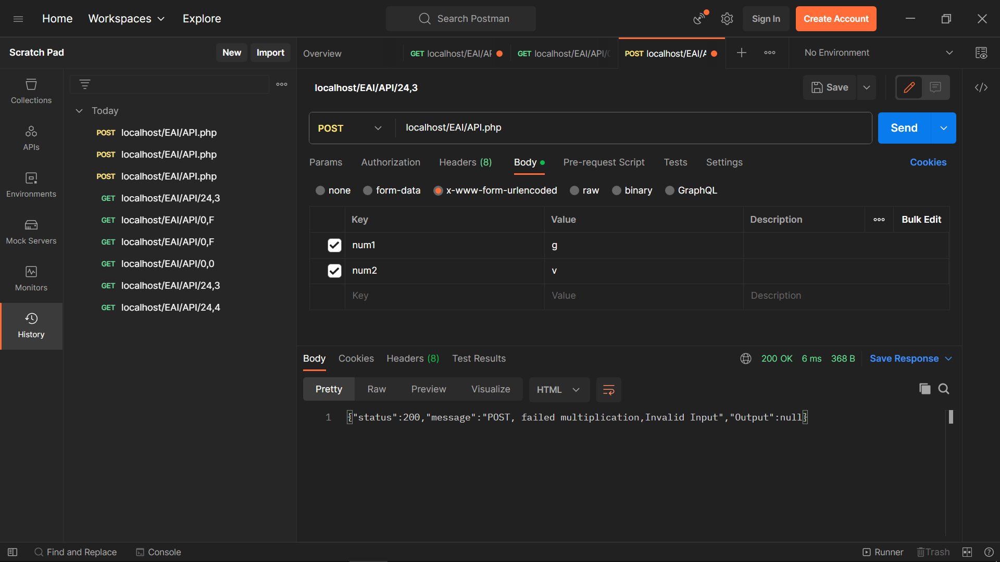 Home Workspaces Explore Search Postman Sign In Create Account
Scratch Pad New Import
Overview GET localhost/EAI/AP GET localhost/EAI/API/0 POST localhost/EAI/A No Environment
Collections
APIs
Environments
Mock Servers
Monitors
History
Today
POST localhost/EAI/API.php
POST localhost/EAI/API.php
POST localhost/EAI/API.php
GET localhost/EAI/API/24,3
GET localhost/EAI/API/0,F
GET localhost/EAI/API/0,F
GET localhost/EAI/API/0,0
GET localhost/EAI/API/24,3
GET localhost/EAI/API/24,4
localhost/EAI/API/24,3 Save
POST localhost/EAI/API.php Send
Params Authorization Headers (8) Body Pre-request Script Tests Settings Cookies
none form-data x-www-form-urlencoded raw binary GraphQL
Key Value Description Bulk Edit
num1 g
num2 v
Key Value Description
Body Cookies Headers (8) Test Results 200 OK 6 ms 368 B Save Response
Pretty Raw Preview Visualize HTML
1 {"status":200,"message":"POST, failed multiplication,Invalid Input","Output":null}
Find and Replace Console Runner Trash